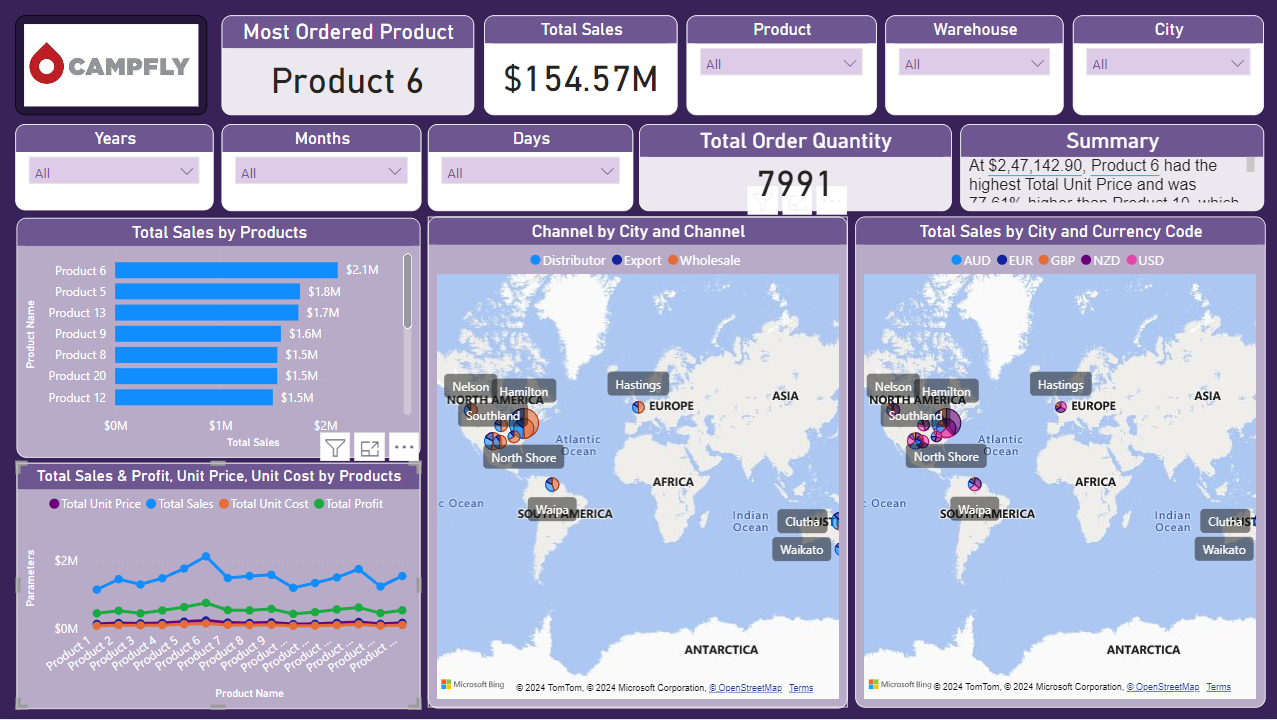 CAMPFLY
Most Ordered Product
Product 6
Total Sales
$154.57M
Product
All
Warehouse
All
City
All
Years
All
Months
All
Days
All
Total Order Quantity
7991
Summary
At $2,47,142.90, Product 6 had the
highest Total Unit Price and was
77.61% higher than Product 10, which
Total Sales by Products
Product Name
Product 6 $2.1M
Product 5 $1.8M
Product 13 $1.7M
Product 9 $1.6M
Product 8 $1.5M
Product 20 $1.5M
Product 12 $1.5M
$0M $1M $2M
Total Sales
Total Sales & Profit, Unit Price, Unit Cost by Products
Total Unit Price Total Sales Total Unit Cost Total Profit
Parameters
$2M
$0M
Product 1
Product 2
Product 3
Product 4
Product 5
Product 6
Product 7
Product 8
Product 9
Product ...
Product ...
Product ...
Product ...
Product ...
Product ...
Product Name
Channel by City and Channel
Distributor Export Wholesale
Nelson
Hamilton
Hastings
NORTH AMERICA
EUROPE
ASIA
Southland
Atlantic
Ocean
North Shore
AFRICA
Waipa
SOUTH AMERICA
c Ocean
Indian
Ocean
Clutha
Waikato
ANTARCTICA
Microsoft Bing
© 2024 TomTom, © 2024 Microsoft Corporation, © OpenStreetMap Terms
Total Sales by City and Currency Code
AUD EUR GBP NZD USD
Nelson
Hamilton
Hastings
NORTH AMERICA
EUROPE
ASIA
Southland
Atlantic
Ocean
North Shore
AFRICA
Waipa
SOUTH AMERICA
Ocean
Indian
Ocean
Clutha
Waikato
ANTARCTICA
Microsoft Bing
© 2024 TomTom, © 2024 Microsoft Corporation, © OpenStreetMap Terms